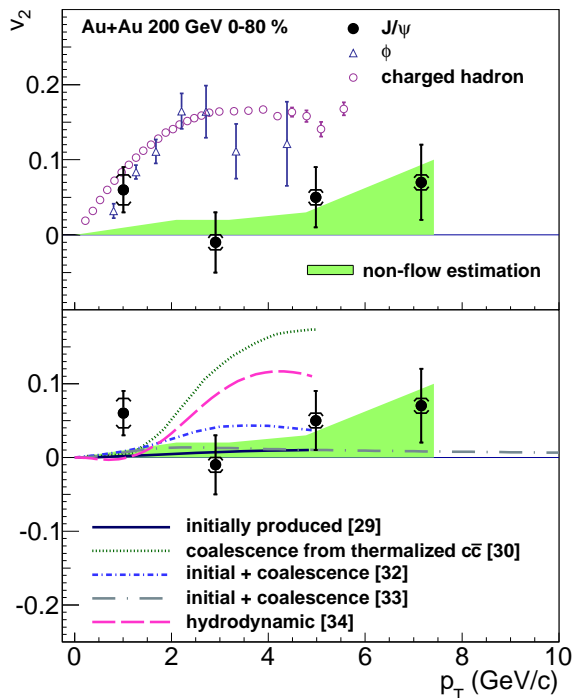 v2
Au+Au 200 GeV 0-80 %
J/ψ
ϕ
charged hadron
0.2
0.1
0
non-flow estimation
0.1
0
-0.1
-0.2
initially produced [29]
coalescence from thermalized cc̅ [30]
initial + coalescence [32]
initial + coalescence [33]
hydrodynamic [34]
0 2 4 6 8 10
pT (GeV/c)